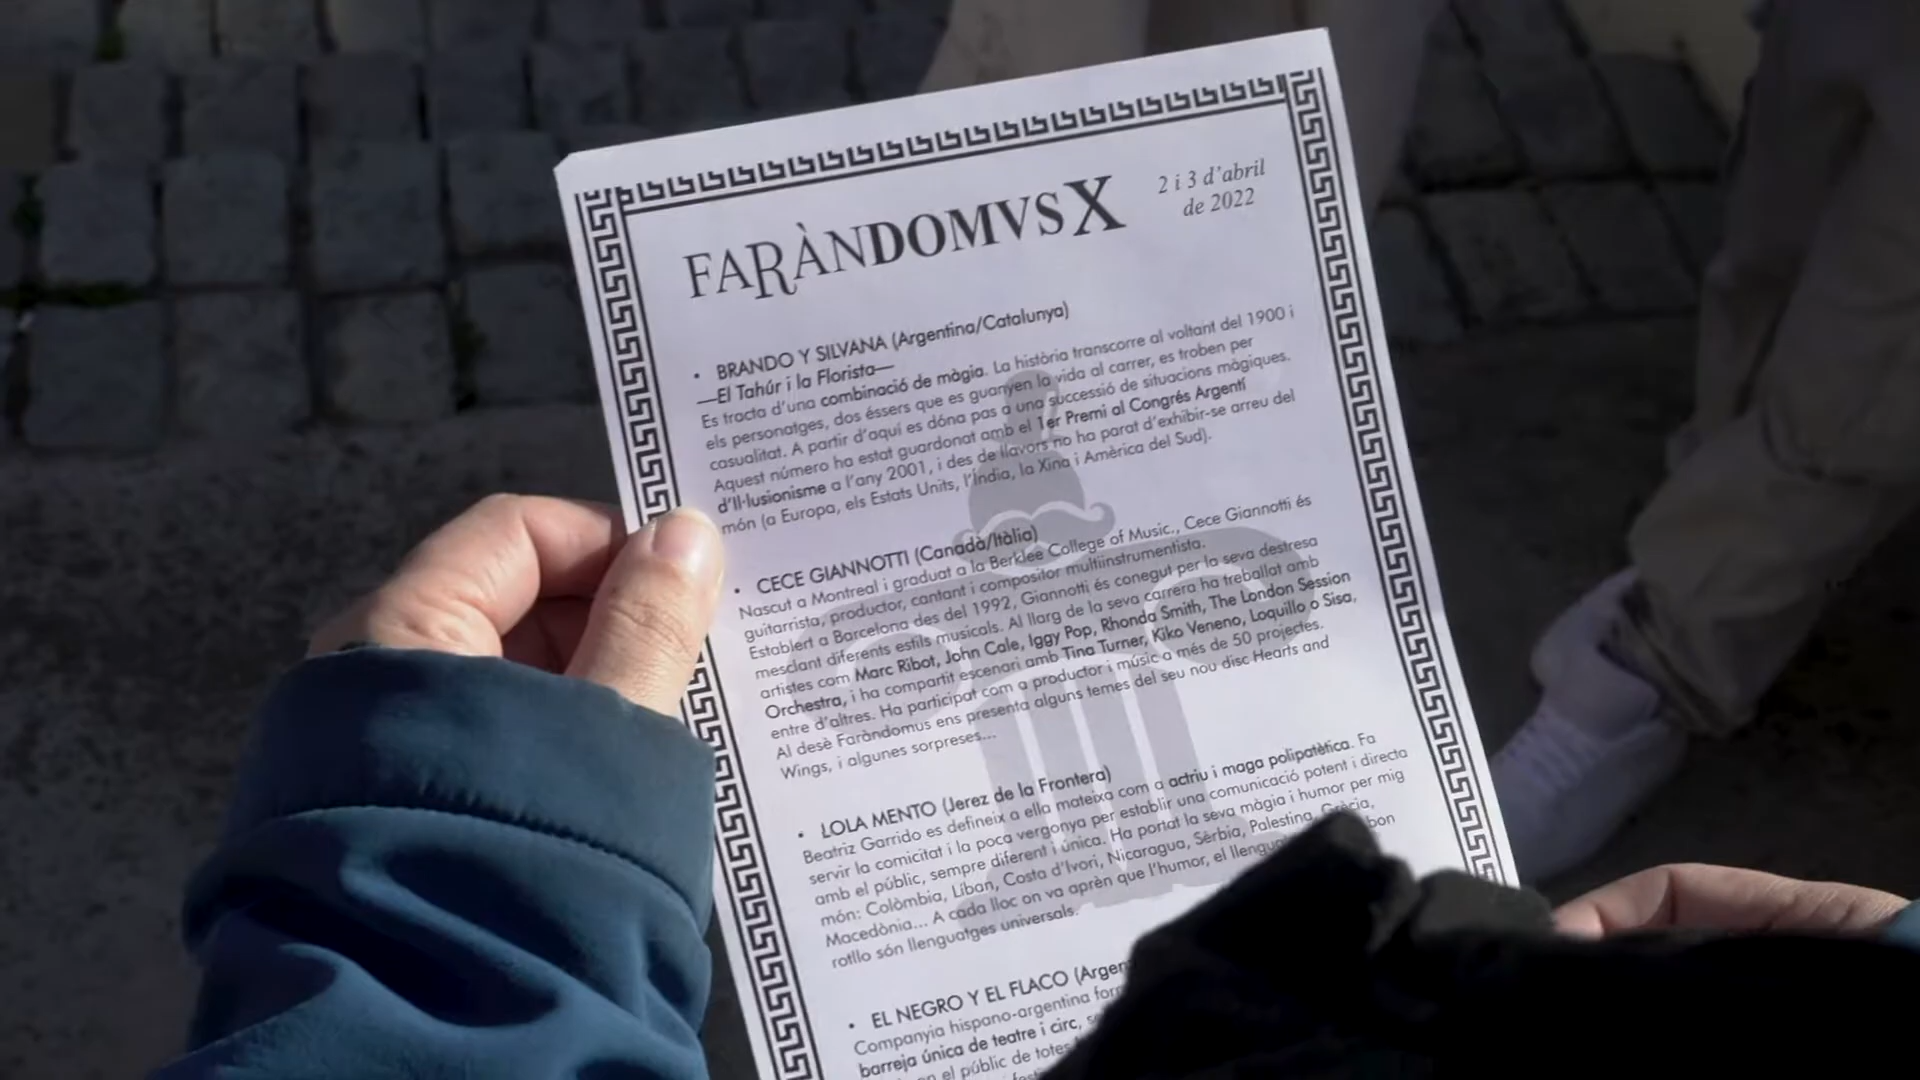 FARÀNDOMVS X
2 i 3 d'abril
de 2022
• BRANDO Y SILVANA (Argentina/Catalunya)
—El Tahúr i la Florista—
Es tracta d'una combinació de màgia. La història transcorre al voltant del 1900 i
els personatges, dos éssers que es guanyen la vida al carrer, es troben per
casualitat. A partir d'aquí es dóna pas a una successió de situacions màgiques.
Aquest número ha estat guardonat amb el 1er Premi al Congrés Argentí
d'Il·lusionisme a l'any 2001, i des de llavors no ha parat d'exhibir-se arreu del
món (a Europa, els Estats Units, l'Índia, la Xina i Amèrica del Sud).
• CECE GIANNOTTI (Canadà/Itàlia)
Nascut a Montreal i graduat a la Berklee College of Music., Cece Giannotti és
guitarrista, productor, cantant i compositor multiinstrumentista.
Establert a Barcelona des del 1992, Giannotti és conegut per la seva destresa
mesclant diferents estils musicals. Al llarg de la seva carrera ha treballat amb
artistes com Marc Ribot, John Cale, Iggy Pop, Rhonda Smith, The London Session
Orchestra, i ha compartit escenari amb Tina Turner, Kiko Veneno, Loquillo o Sisa,
entre d'altres. Ha participat com a productor i músic a més de 50 projectes.
Al desè Faràndomus ens presenta alguns temes del seu nou disc Hearts and
Wings, i algunes sorpreses...
• LOLA MENTO (Jerez de la Frontera)
Beatriz Garrido es defineix a ella mateixa com a actriu i maga polipatètica. Fa
servir la comicitat i la poca vergonya per establir una comunicació potent i directa
amb el públic, sempre diferent i única. Ha portat la seva màgia i humor per mig
món: Colòmbia, Líban, Costa d'Ivori, Nicaragua, Sèrbia, Palestina, Grècia,
Macedònia... A cada lloc on va aprèn que l'humor, el llengua bon
rotllo són llenguatges universals.
• EL NEGRO Y EL FLACO (Argen
Companyia hispano-argentina for
barreja única de teatre i circ,
en el públic de totes